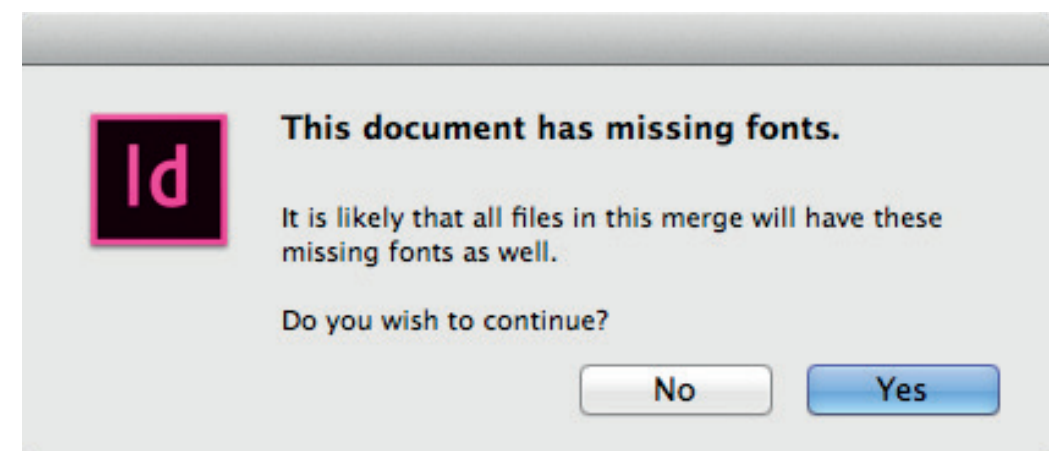 Id
This document has missing fonts.
It is likely that all files in this merge will have these
missing fonts as well.
Do you wish to continue?
No
Yes